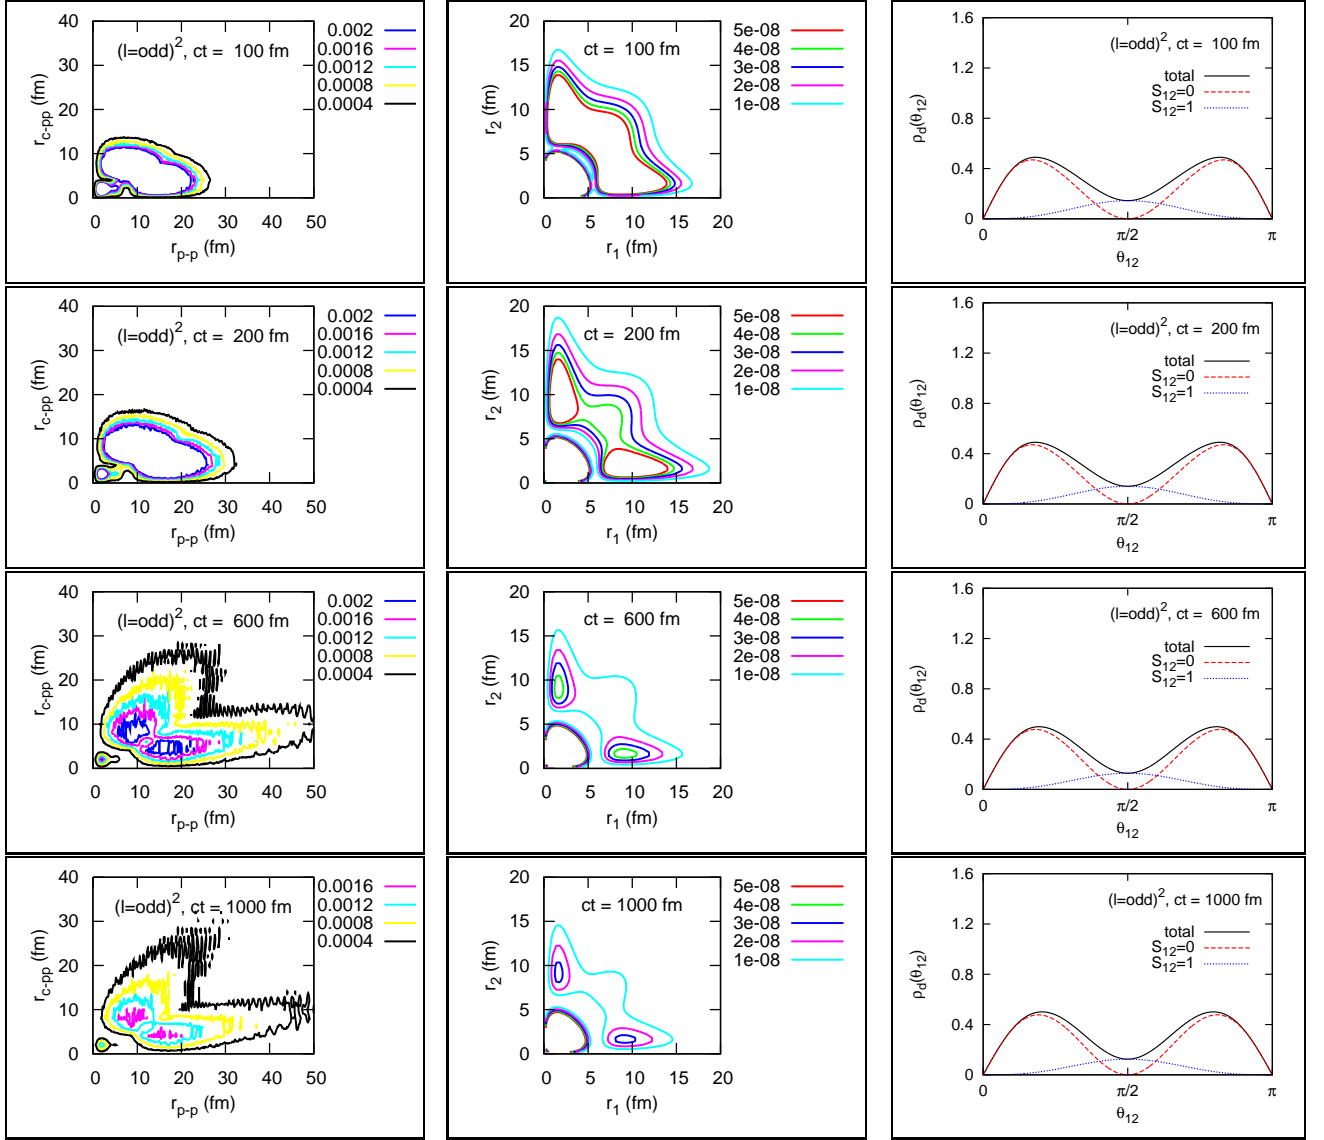 40
30
20
10
0
0 10 20 30 40 50
r_c-pp (fm)
r_p-p (fm)
(l=odd)^2, ct = 100 fm
0.002
0.0016
0.0012
0.0008
0.0004
20
15
10
5
0
0 5 10 15 20
r_2 (fm)
r_1 (fm)
ct = 100 fm
5e-08
4e-08
3e-08
2e-08
1e-08
1.6
1.2
0.8
0.4
0
0 π/2 π
ρ_d(θ_12)
θ_12
(l=odd)^2, ct = 100 fm
total
S_12=0
S_12=1
40
30
20
10
0
0 10 20 30 40 50
r_c-pp (fm)
r_p-p (fm)
(l=odd)^2, ct = 200 fm
0.002
0.0016
0.0012
0.0008
0.0004
20
15
10
5
0
0 5 10 15 20
r_2 (fm)
r_1 (fm)
ct = 200 fm
5e-08
4e-08
3e-08
2e-08
1e-08
1.6
1.2
0.8
0.4
0
0 π/2 π
ρ_d(θ_12)
θ_12
(l=odd)^2, ct = 200 fm
total
S_12=0
S_12=1
40
30
20
10
0
0 10 20 30 40 50
r_c-pp (fm)
r_p-p (fm)
(l=odd)^2, ct = 600 fm
0.002
0.0016
0.0012
0.0008
0.0004
20
15
10
5
0
0 5 10 15 20
r_2 (fm)
r_1 (fm)
ct = 600 fm
5e-08
4e-08
3e-08
2e-08
1e-08
1.6
1.2
0.8
0.4
0
0 π/2 π
ρ_d(θ_12)
θ_12
(l=odd)^2, ct = 600 fm
total
S_12=0
S_12=1
40
30
20
10
0
0 10 20 30 40 50
r_c-pp (fm)
r_p-p (fm)
(l=odd)^2, ct = 1000 fm
0.0016
0.0012
0.0008
0.0004
20
15
10
5
0
0 5 10 15 20
r_2 (fm)
r_1 (fm)
ct = 1000 fm
5e-08
4e-08
3e-08
2e-08
1e-08
1.6
1.2
0.8
0.4
0
0 π/2 π
ρ_d(θ_12)
θ_12
(l=odd)^2, ct = 1000 fm
total
S_12=0
S_12=1